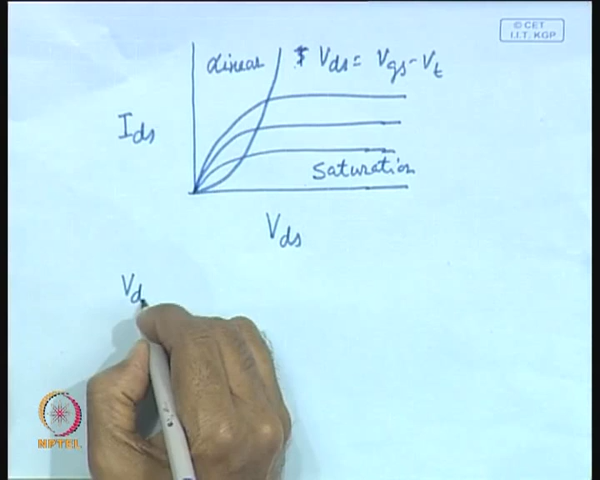 © CET
I.I.T. KGP
Linear Vds = Vgs - Vt
Ids
Saturation
Vds
Vd
NPTEL